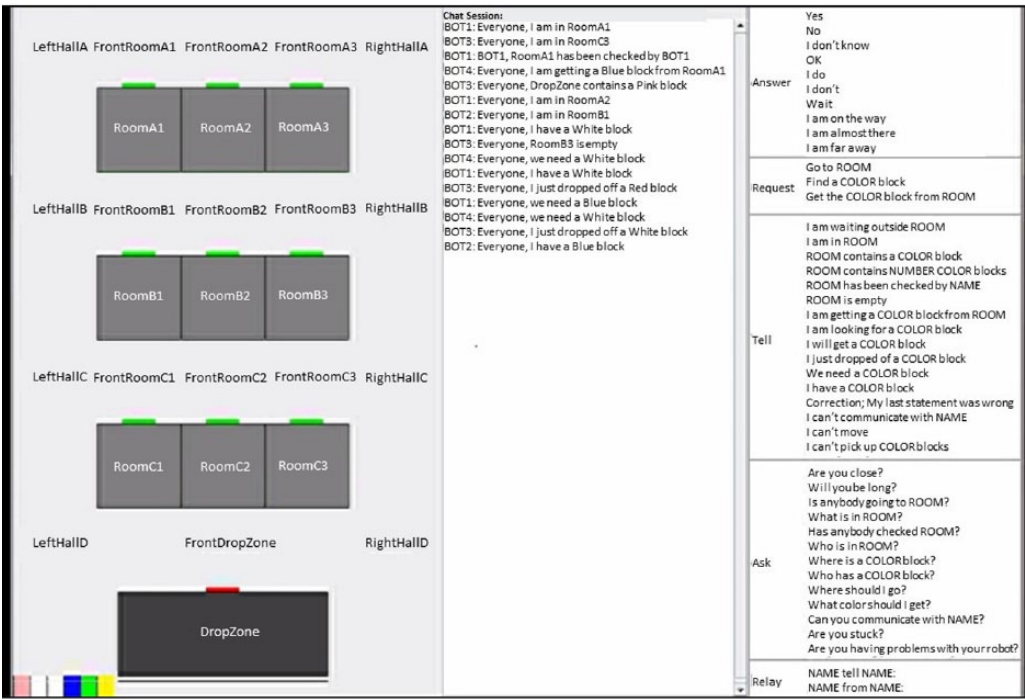 LeftHallA FrontRoomA1 FrontRoomA2 FrontRoomA3 RightHallA
RoomA1 RoomA2 RoomA3
LeftHallB FrontRoomB1 FrontRoomB2 FrontRoomB3 RightHallB
RoomB1 RoomB2 RoomB3
LeftHallC FrontRoomC1 FrontRoomC2 FrontRoomC3 RightHallC
RoomC1 RoomC2 RoomC3
LeftHallD FrontDropZone RightHallD
DropZone
Chat Session:
BOT1: Everyone, I am in RoomA1
BOT3: Everyone, I am in RoomC3
BOT1: BOT1, RoomA1 has been checked by BOT1
BOT4: Everyone, I am getting a Blue block from RoomA1
BOT3: Everyone, DropZone contains a Pink block
BOT1: Everyone, I am in RoomA2
BOT2: Everyone, I am in RoomB1
BOT1: Everyone, I have a White block
BOT3: Everyone, RoomB3 is empty
BOT4: Everyone, we need a White block
BOT1: Everyone, I have a White block
BOT3: Everyone, I just dropped off a Red block
BOT1: Everyone, we need a Blue block
BOT4: Everyone, we need a White block
BOT3: Everyone, I just dropped off a White block
BOT2: Everyone, I have a Blue block
Answer
Yes
No
I don't know
OK
I do
I don't
Wait
I am on the way
I am almost there
I am far away
Request
Go to ROOM
Find a COLOR block
Get the COLOR block from ROOM
Tell
I am waiting outside ROOM
I am in ROOM
ROOM contains a COLOR block
ROOM contains NUMBER COLOR blocks
ROOM has been checked by NAME
ROOM is empty
I am getting a COLOR block from ROOM
I am looking for a COLOR block
I will get a COLOR block
I just dropped of a COLOR block
We need a COLOR block
I have a COLOR block
Correction; My last statement was wrong
I can't communicate with NAME
I can't move
I can't pick up COLOR blocks
Ask
Are you close?
Will you be long?
Is anybody going to ROOM?
What is in ROOM?
Has anybody checked ROOM?
Who is in ROOM?
Where is a COLOR block?
Who has a COLOR block?
Where should I go?
What color should I get?
Can you communicate with NAME?
Are you stuck?
Are you having problems with your robot?
Relay
NAME tell NAME:
NAME from NAME: